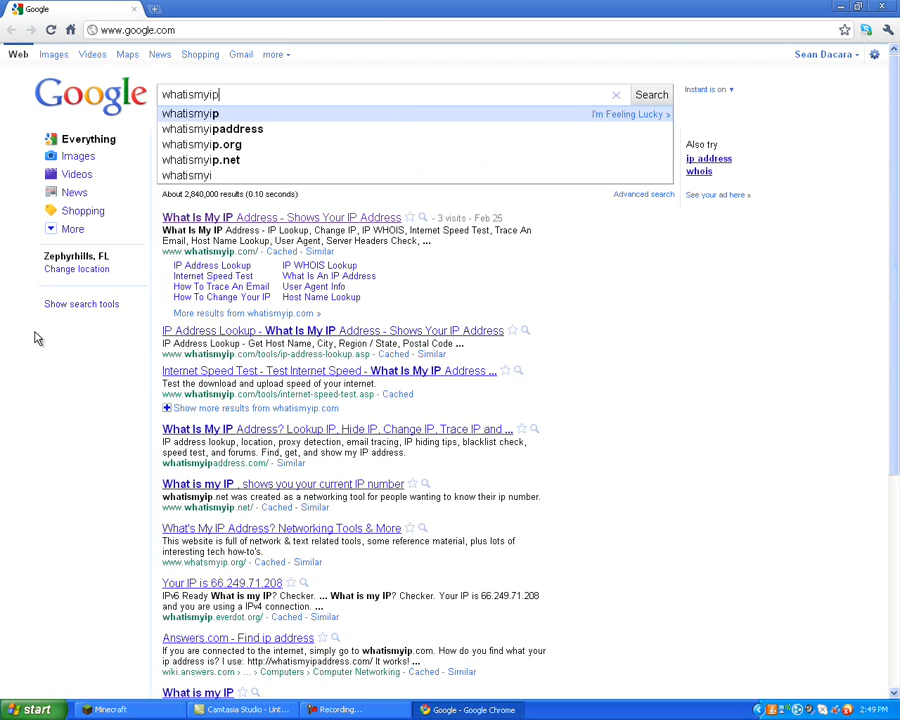 Google
www.google.com
Web Images Videos Maps News Shopping Gmail more
Sean Dacara
Google
whatismyip
Search
Instant is on
whatismyip
I'm Feeling Lucky »
whatismyipaddress
whatismyip.org
whatismyip.net
whatismyi
Also try
ip address
whois
See your ad here »
About 2,840,000 results (0.10 seconds)
Advanced search
Everything
Images
Videos
News
Shopping
More
Zephyrhills, FL
Change location
Show search tools
What Is My IP Address - Shows Your IP Address - 3 visits - Feb 25
What Is My IP Address - IP Lookup, Change IP, IP WHOIS, Internet Speed Test, Trace An
Email, Host Name Lookup, User Agent, Server Headers Check, ...
www.whatismyip.com/ - Cached - Similar
IP Address Lookup IP WHOIS Lookup
Internet Speed Test What Is An IP Address
How To Trace An Email User Agent Info
How To Change Your IP Host Name Lookup
More results from whatismyip.com »
IP Address Lookup - What Is My IP Address - Shows Your IP Address
IP Address Lookup - Get Host Name, City, Region / State, Postal Code ...
www.whatismyip.com/tools/ip-address-lookup.asp - Cached - Similar
Internet Speed Test - Test Internet Speed - What Is My IP Address ...
Test the download and upload speed of your internet.
www.whatismyip.com/tools/internet-speed-test.asp - Cached
Show more results from whatismyip.com
What Is My IP Address? Lookup IP, Hide IP, Change IP, Trace IP and ...
IP address lookup, location, proxy detection, email tracing, IP hiding tips, blacklist check,
speed test, and forums. Find, get, and show my IP address.
whatismyipaddress.com/ - Similar
What is my IP , shows you your current IP number
whatismyip.net was created as a networking tool for people wanting to know their ip number.
www.whatismyip.net/ - Cached - Similar
What's My IP Address? Networking Tools & More
This website is full of network & text related tools, some reference material, plus lots of
interesting tech how-to's.
www.whatsmyip.org/ - Cached - Similar
Your IP is 66.249.71.208
IPv6 Ready What is my IP? Checker. ... What is my IP? Checker. Your IP is 66.249.71.208
and you are using a IPv4 connection. ...
whatismyip.everdot.org/ - Cached - Similar
Answers.com - Find ip address
If you are connected to the internet, simply go to whatismyip.com. How do you find what your
ip address is? I use: http://whatismyipaddress.com/ It works! ...
wiki.answers.com › ... › Computers › Computer Networking - Cached - Similar
What is my IP
start
Minecraft
Camtasia Studio - Unt...
Recording...
Google - Google Chrome
2:49 PM